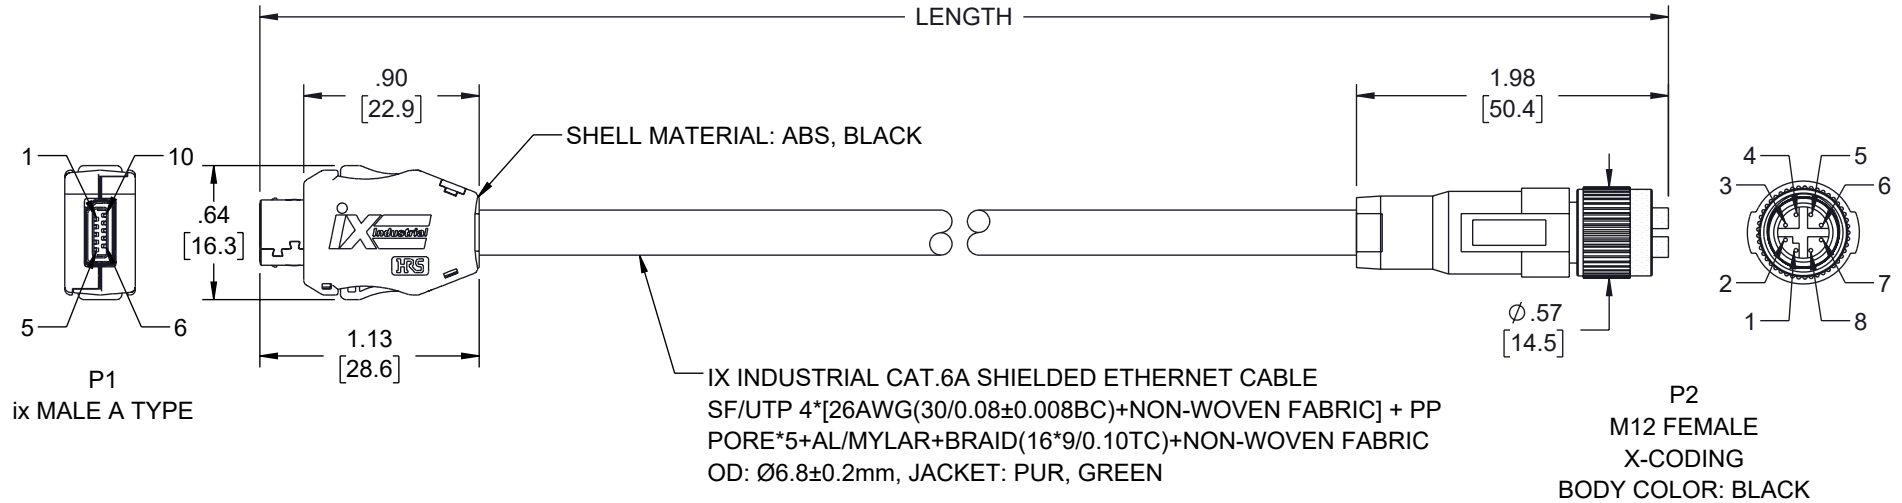 LENGTH
.90
[22.9]
1.98
[50.4]
SHELL MATERIAL: ABS, BLACK
1
10
5
6
P1
ix MALE A TYPE
.64
[16.3]
iX Industrial
HRS
1.13
[28.6]
IX INDUSTRIAL CAT.6A SHIELDED ETHERNET CABLE
SF/UTP 4*[26AWG(30/0.08±0.008BC)+NON-WOVEN FABRIC] + PP
PORE*5+AL/MYLAR+BRAID(16*9/0.10TC)+NON-WOVEN FABRIC
OD: Ø6.8±0.2mm, JACKET: PUR, GREEN
Ø.57
[14.5]
4
5
3
6
2
7
1
8
P2
M12 FEMALE
X-CODING
BODY COLOR: BLACK